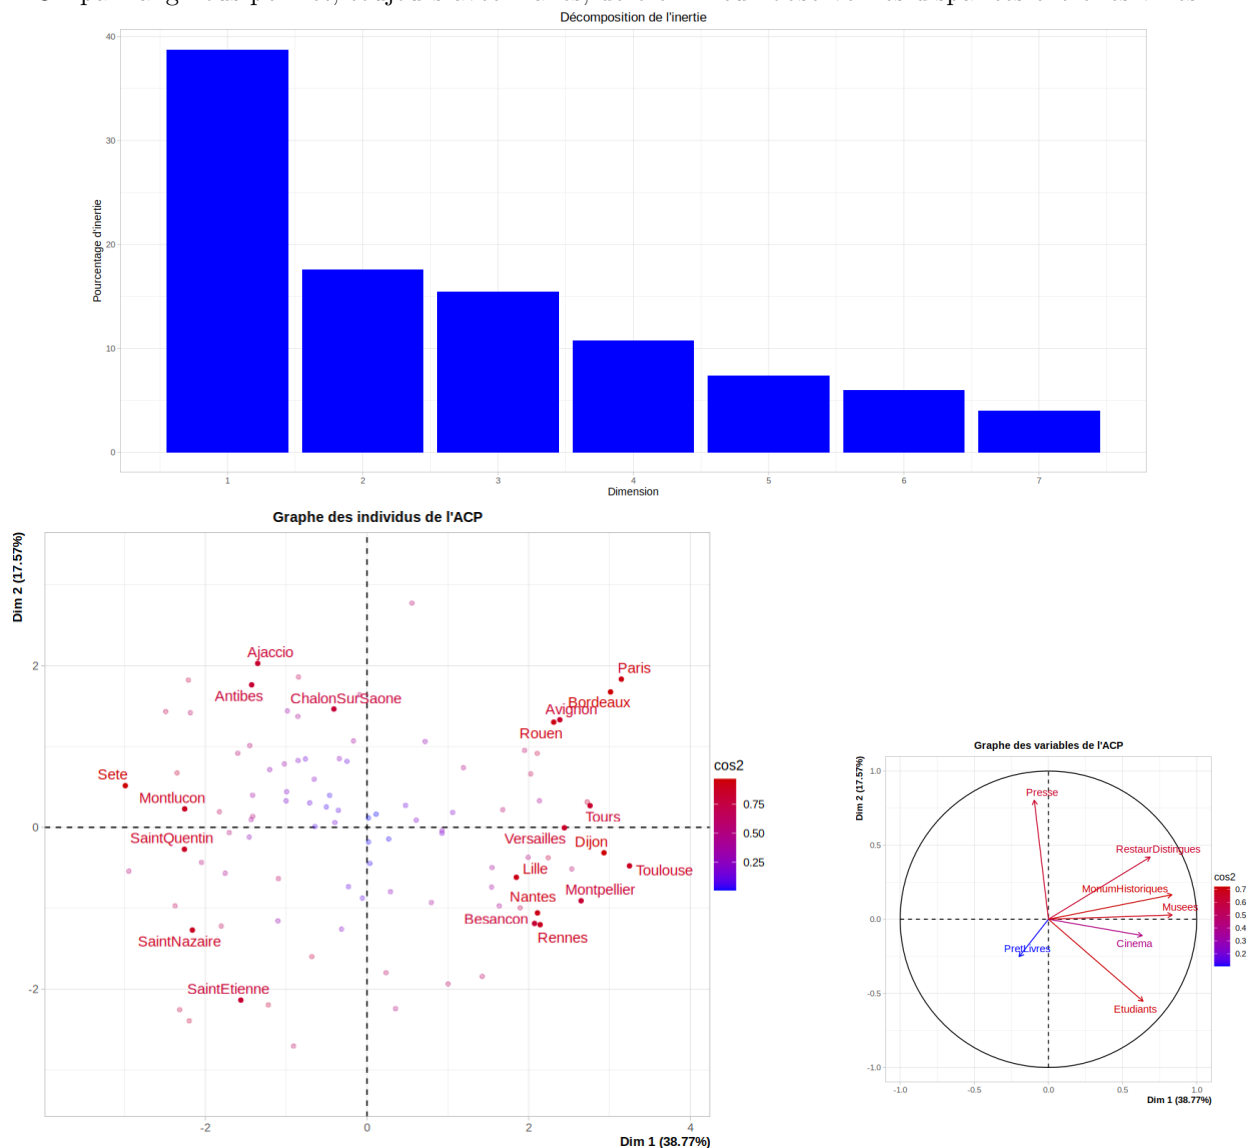 Décomposition de l'inertie
Pourcentage d'inertie
40
30
20
10
0
1 2 3 4 5 6 7
Dimension
Graphe des individus de l'ACP
Dim 2 (17.57%)
2
0
-2
Ajaccio
Antibes
ChalonSurSaone
Paris
Bordeaux
Avignon
Rouen
Sete
Montlucon
SaintQuentin
Tours
Versailles
Dijon
Lille
Toulouse
Nantes
Montpellier
Besancon
Rennes
SaintNazaire
SaintEtienne
-2 0 2 4
Dim 1 (38.77%)
cos2
0.75
0.50
0.25
Graphe des variables de l'ACP
Dim 2 (17.57%)
1.0
0.5
0.0
-0.5
-1.0
Presse
RestaurDistingues
MonumHistoriques
Musees
Cinema
PretLivres
Etudiants
-1.0 -0.5 0.0 0.5 1.0
Dim 1 (38.77%)
cos2
0.7
0.6
0.5
0.4
0.3
0.2